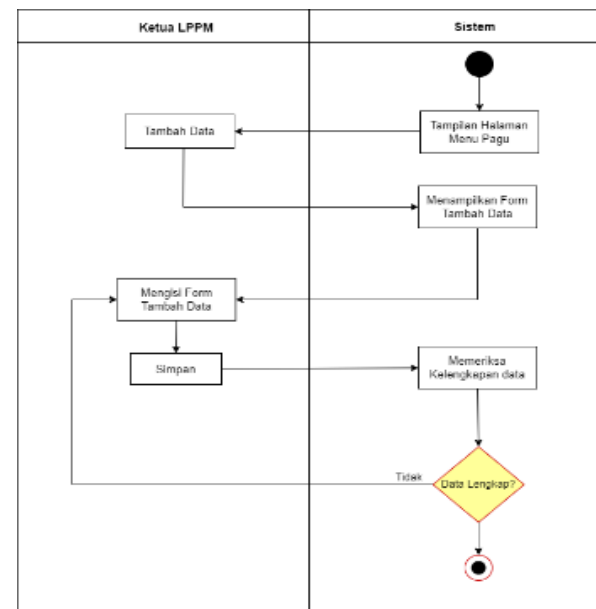 Ketua LPPM
Sistem
Tampilan Halaman
Menu Pagu
Tambah Data
Menampilkan Form
Tambah Data
Mengisi Form
Tambah Data
Simpan
Memeriksa
Kelengkapan data
Tidak
Data Lengkap?